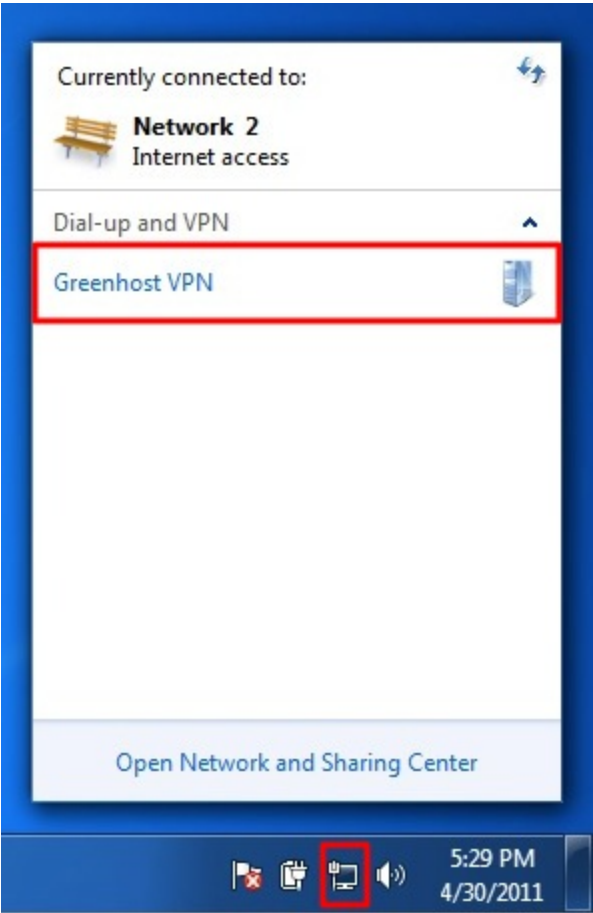 Currently connected to:
Network 2
Internet access
Dial-up and VPN
Greenhost VPN
Open Network and Sharing Center
5:29 PM
4/30/2011